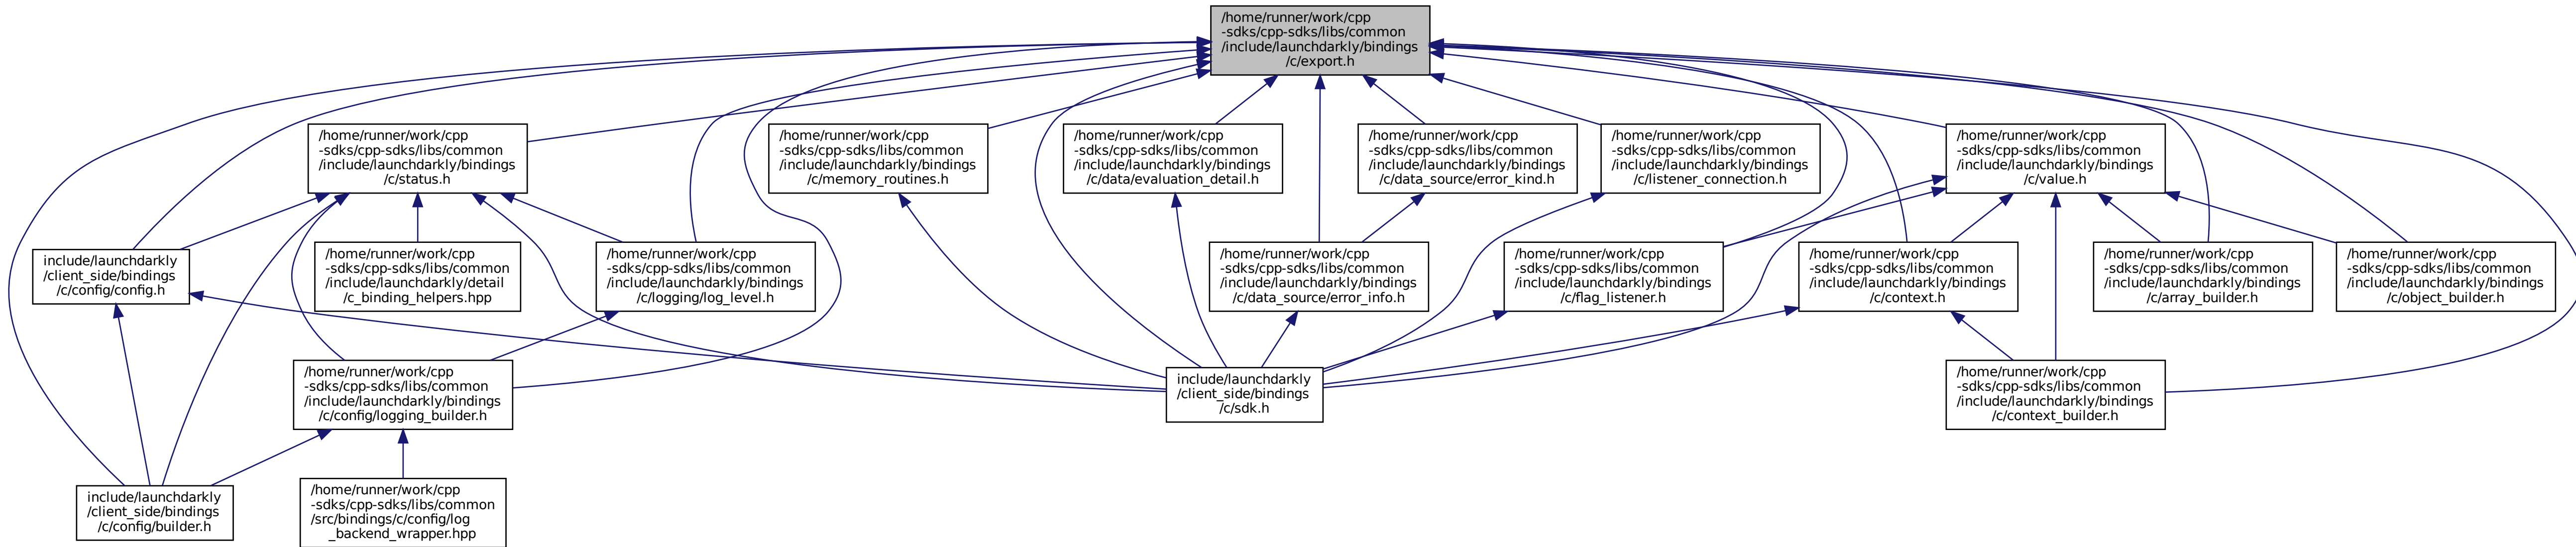 /home/runner/work/cpp
-sdks/cpp-sdks/libs/common
/include/launchdarkly/bindings
/c/export.h
/home/runner/work/cpp
-sdks/cpp-sdks/libs/common
/include/launchdarkly/bindings
/c/status.h
/home/runner/work/cpp
-sdks/cpp-sdks/libs/common
/include/launchdarkly/bindings
/c/memory_routines.h
/home/runner/work/cpp
-sdks/cpp-sdks/libs/common
/include/launchdarkly/bindings
/c/data/evaluation_detail.h
/home/runner/work/cpp
-sdks/cpp-sdks/libs/common
/include/launchdarkly/bindings
/c/data_source/error_kind.h
/home/runner/work/cpp
-sdks/cpp-sdks/libs/common
/include/launchdarkly/bindings
/c/listener_connection.h
/home/runner/work/cpp
-sdks/cpp-sdks/libs/common
/include/launchdarkly/bindings
/c/value.h
include/launchdarkly
/client_side/bindings
/c/config/config.h
/home/runner/work/cpp
-sdks/cpp-sdks/libs/common
/include/launchdarkly/detail
/c_binding_helpers.hpp
/home/runner/work/cpp
-sdks/cpp-sdks/libs/common
/include/launchdarkly/bindings
/c/logging/log_level.h
/home/runner/work/cpp
-sdks/cpp-sdks/libs/common
/include/launchdarkly/bindings
/c/data_source/error_info.h
/home/runner/work/cpp
-sdks/cpp-sdks/libs/common
/include/launchdarkly/bindings
/c/flag_listener.h
/home/runner/work/cpp
-sdks/cpp-sdks/libs/common
/include/launchdarkly/bindings
/c/context.h
/home/runner/work/cpp
-sdks/cpp-sdks/libs/common
/include/launchdarkly/bindings
/c/array_builder.h
/home/runner/work/cpp
-sdks/cpp-sdks/libs/common
/include/launchdarkly/bindings
/c/object_builder.h
/home/runner/work/cpp
-sdks/cpp-sdks/libs/common
/include/launchdarkly/bindings
/c/config/logging_builder.h
include/launchdarkly
/client_side/bindings
/c/sdk.h
/home/runner/work/cpp
-sdks/cpp-sdks/libs/common
/include/launchdarkly/bindings
/c/context_builder.h
include/launchdarkly
/client_side/bindings
/c/config/builder.h
/home/runner/work/cpp
-sdks/cpp-sdks/libs/common
/src/bindings/c/config/log
_backend_wrapper.hpp